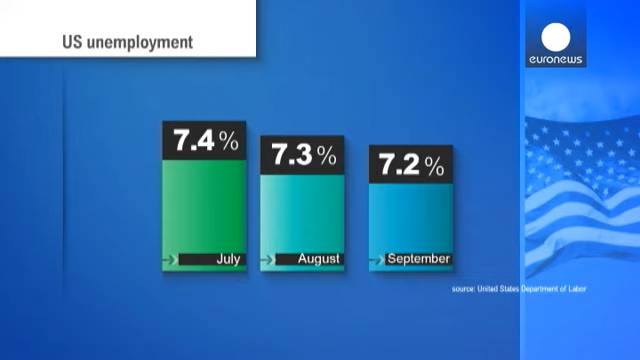 US unemployment
euronews
7.4 %
7.3 %
7.2 %
July
August
September
source: United States Department of Labor